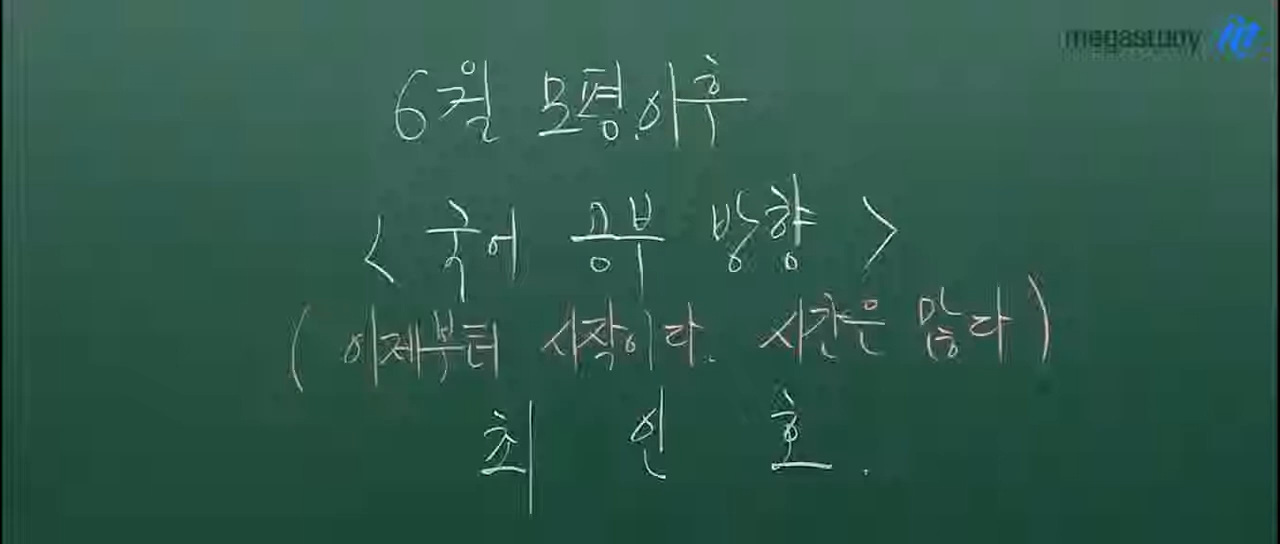 megastudy
6월 모평 이후
< 국어 공부 방향 >
( 이제부터 시작이다. 시간은 많다 )
최 인 호.